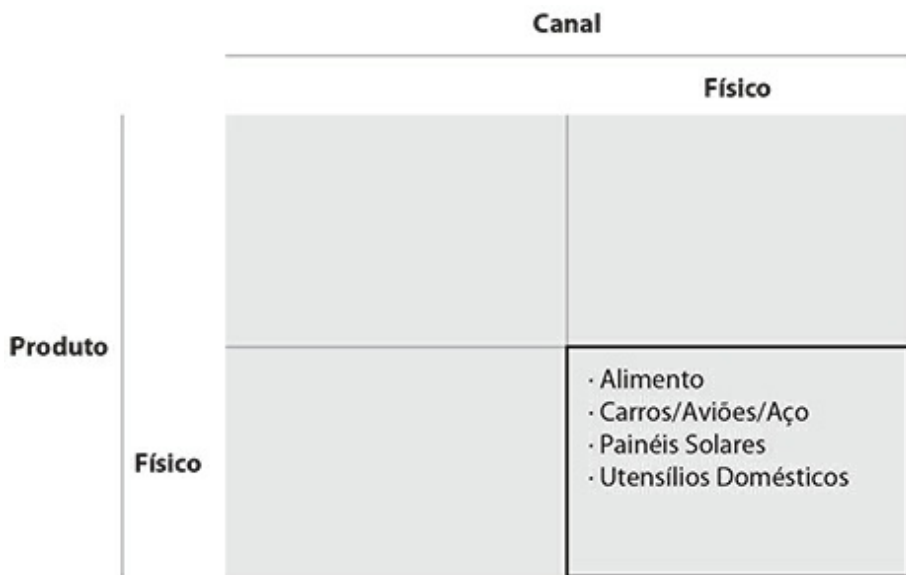 Canal
Físico
Produto
Físico
· Alimento
· Carros/Aviões/Aço
· Painéis Solares
· Utensílios Domésticos